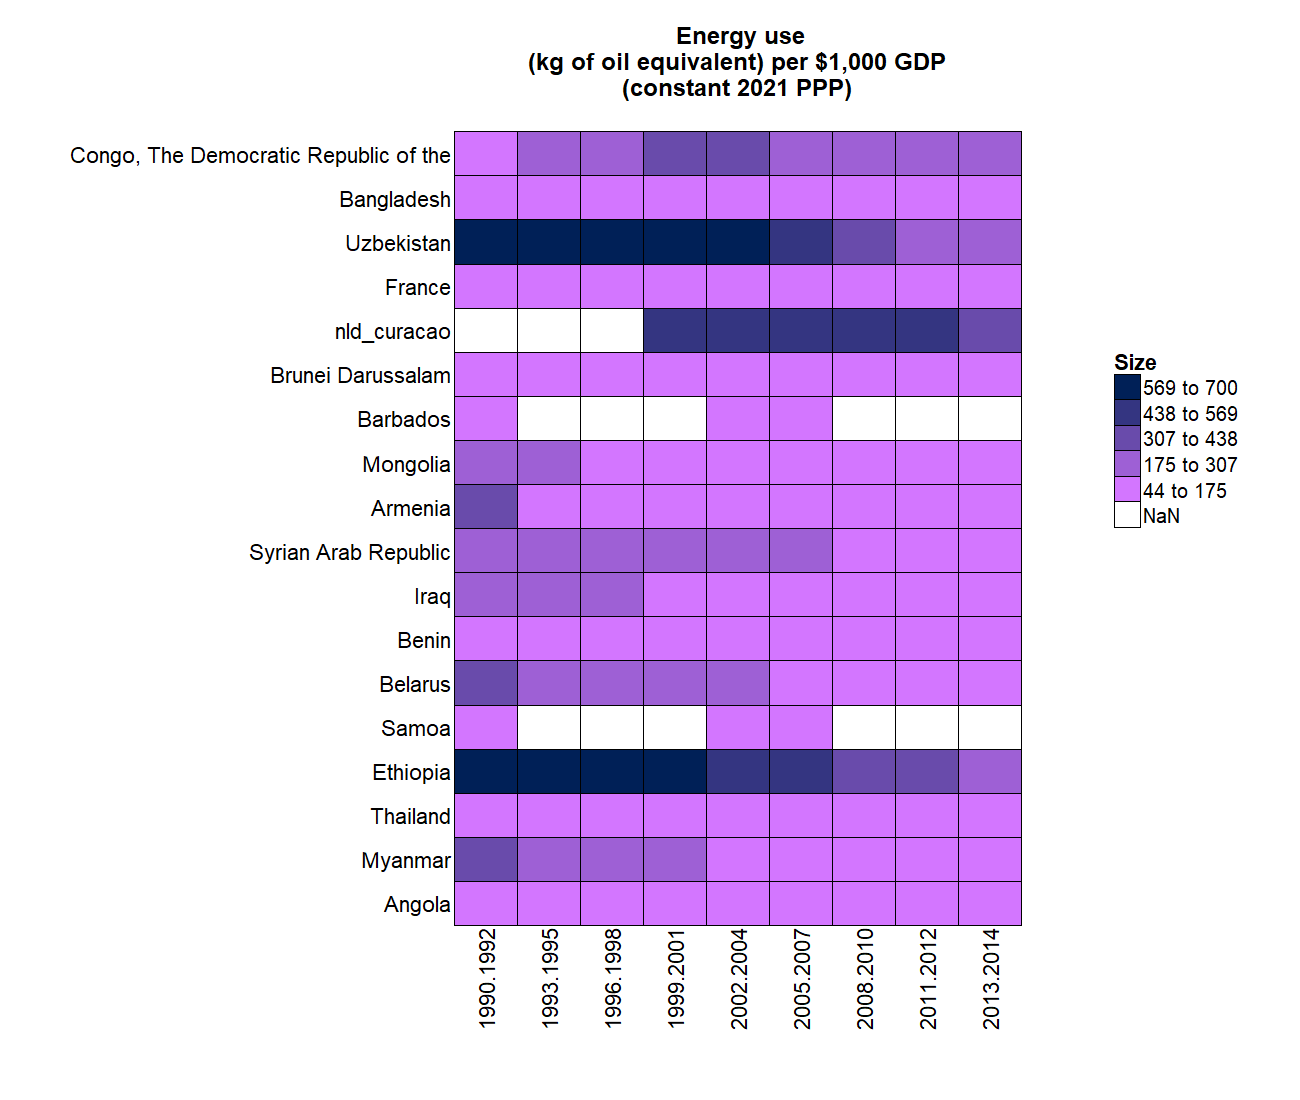 Energy use
(kg of oil equivalent) per $1,000 GDP
(constant 2021 PPP)
Congo, The Democratic Republic of the
Bangladesh
Uzbekistan
France
nld_curacao
Brunei Darussalam
Barbados
Mongolia
Armenia
Syrian Arab Republic
Iraq
Benin
Belarus
Samoa
Ethiopia
Thailand
Myanmar
Angola
1990.1992
1993.1995
1996.1998
1999.2001
2002.2004
2005.2007
2008.2010
2011.2012
2013.2014
Size
569 to 700
438 to 569
307 to 438
175 to 307
44 to 175
NaN